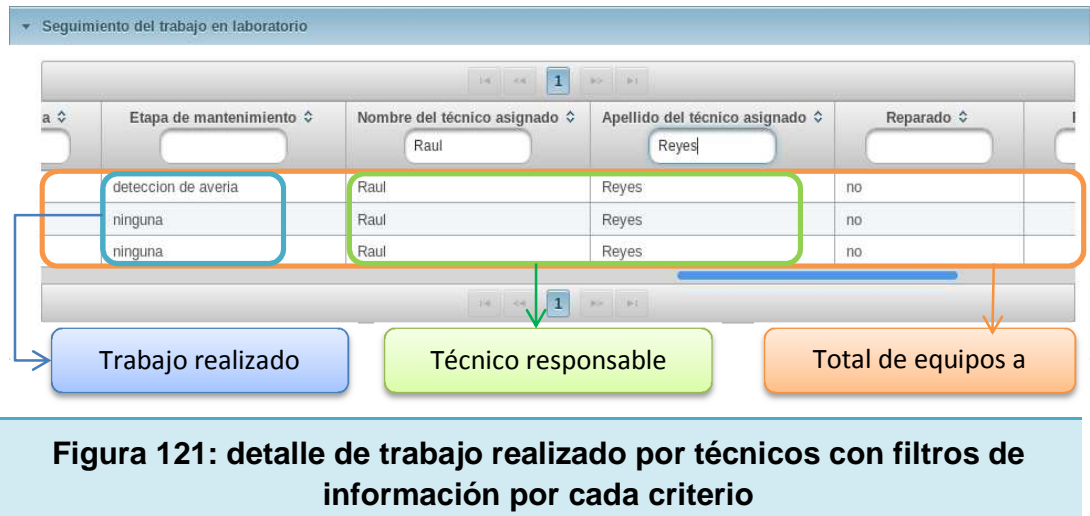 Seguimiento del trabajo en laboratorio
1
a Etapa de mantenimiento Nombre del técnico asignado Apellido del técnico asignado Reparado
Raul Reyes
deteccion de averia Raul Reyes no
ninguna Raul Reyes no
ninguna Raul Reyes no
1
Trabajo realizado Técnico responsable Total de equipos a
Figura 121: detalle de trabajo realizado por técnicos con filtros de
información por cada criterio